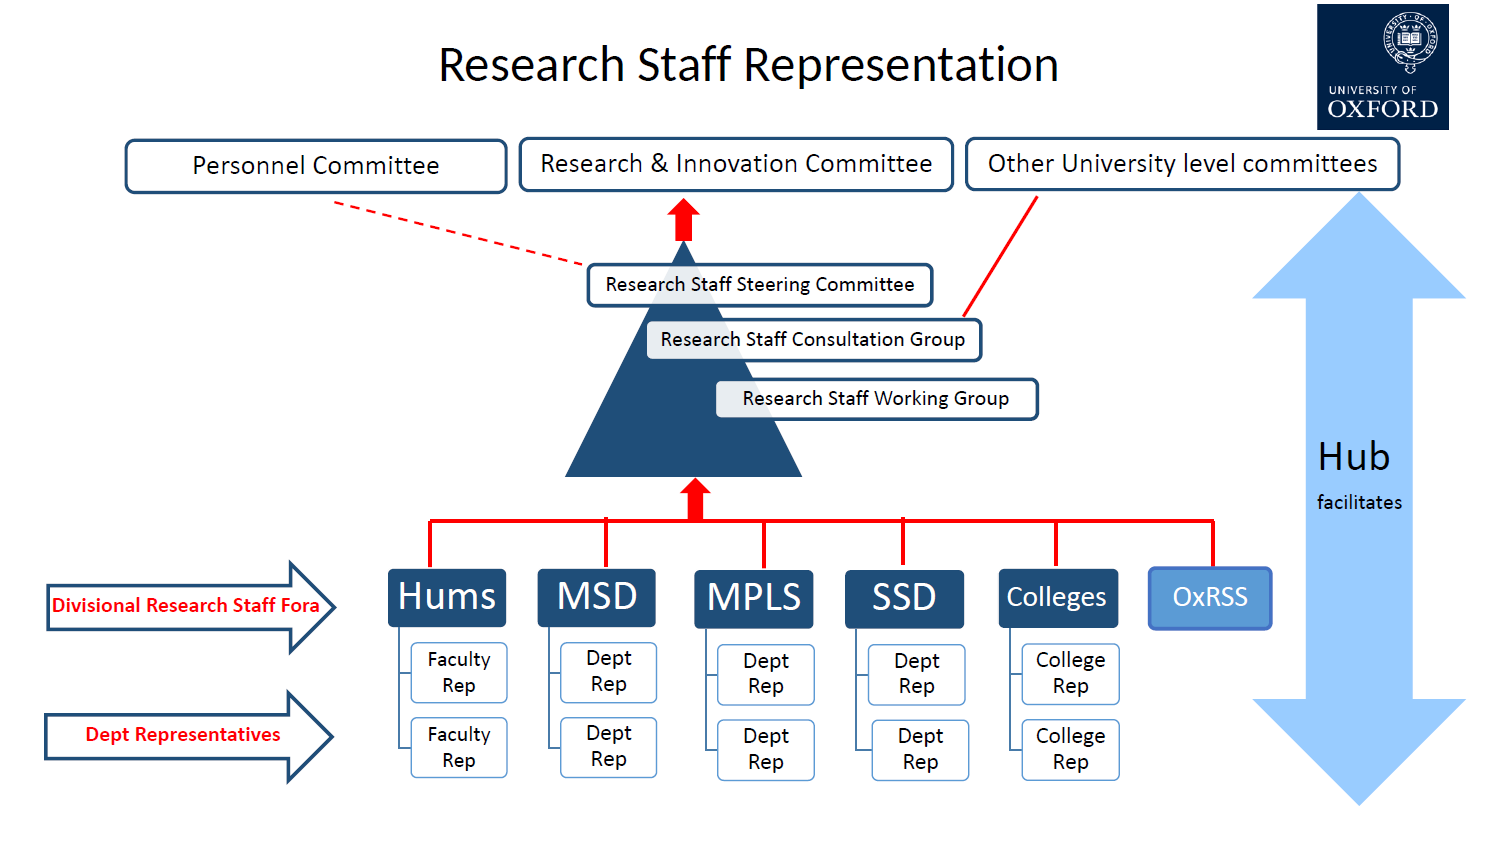 Research Staff Representation
UNIVERSITY · OF · OXFORD
UNIVERSITY OF
OXFORD
Personnel Committee
Research & Innovation Committee
Other University level committees
Research Staff Steering Committee
Research Staff Consultation Group
Research Staff Working Group
Hub
facilitates
Divisional Research Staff Fora
Hums
MSD
MPLS
SSD
Colleges
OxRSS
Faculty
Rep
Dept
Rep
Dept
Rep
Dept
Rep
College
Rep
Dept Representatives
Faculty
Rep
Dept
Rep
Dept
Rep
Dept
Rep
College
Rep